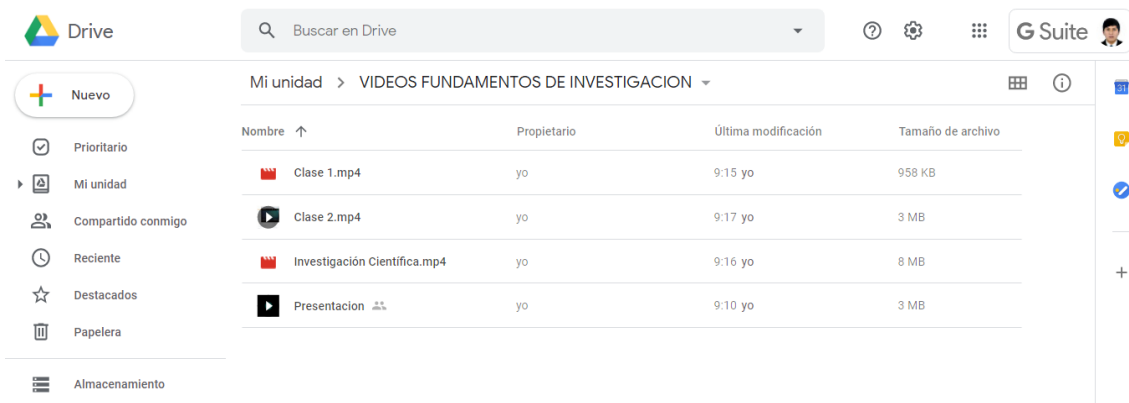 Drive
Buscar en Drive
G Suite
Nuevo
Mi unidad > VIDEOS FUNDAMENTOS DE INVESTIGACION
31
Nombre Propietario Última modificación Tamaño de archivo
Prioritario
Clase 1.mp4 yo 9:15 yo 958 KB
Mi unidad
Clase 2.mp4 yo 9:17 yo 3 MB
Compartido conmigo
Reciente
Investigación Científica.mp4 yo 9:16 yo 8 MB
Destacados
Presentacion yo 9:10 yo 3 MB
Papelera
Almacenamiento